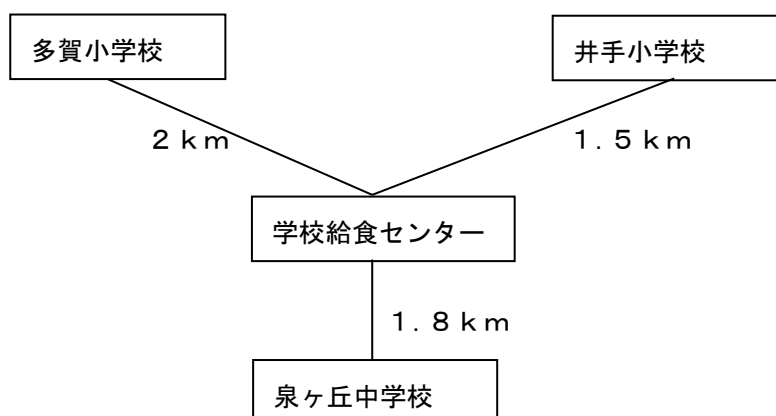 多賀小学校
井手小学校
２ｋｍ
１．５ｋｍ
学校給食センター
１．８ｋｍ
泉ヶ丘中学校